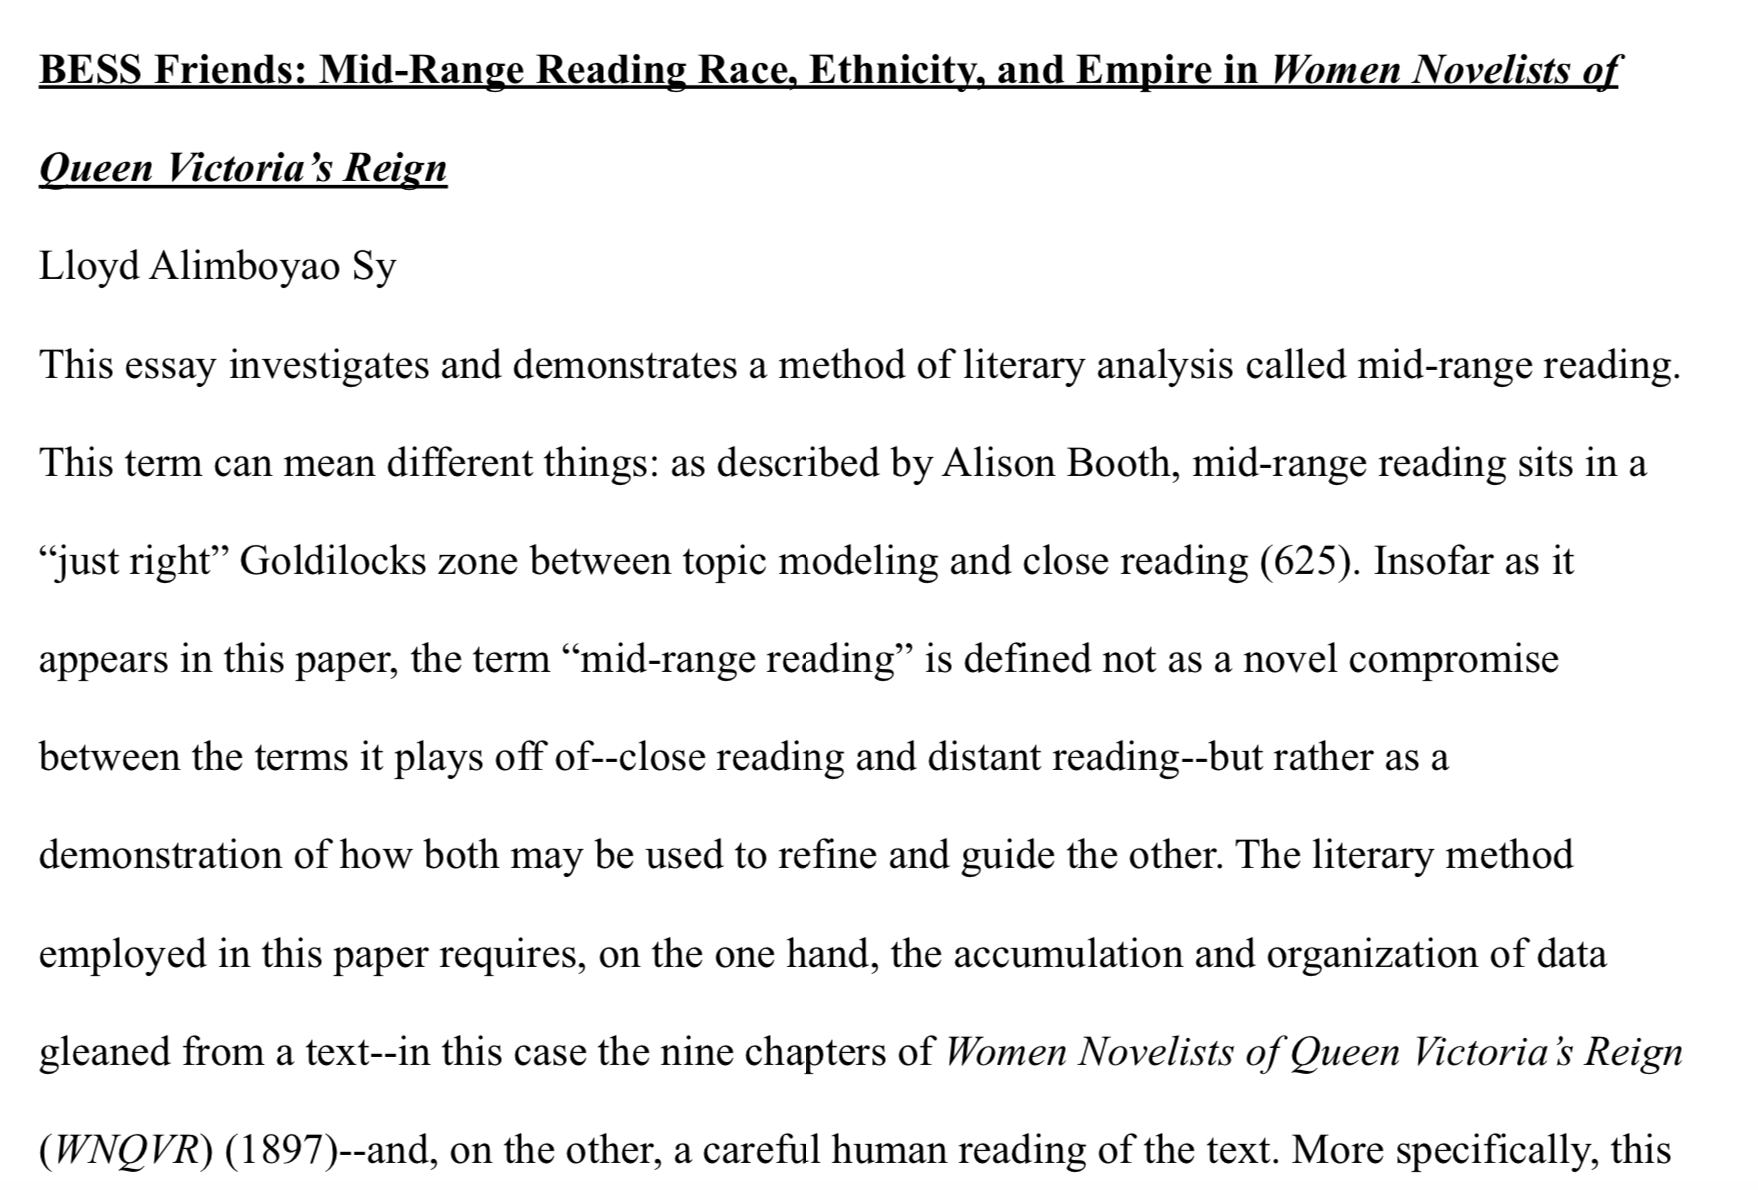 BESS Friends: Mid-Range Reading Race, Ethnicity, and Empire in Women Novelists of
Queen Victoria’s Reign
Lloyd Alimboyao Sy
This essay investigates and demonstrates a method of literary analysis called mid-range reading.
This term can mean different things: as described by Alison Booth, mid-range reading sits in a
“just right” Goldilocks zone between topic modeling and close reading (625). Insofar as it
appears in this paper, the term “mid-range reading” is defined not as a novel compromise
between the terms it plays off of--close reading and distant reading--but rather as a
demonstration of how both may be used to refine and guide the other. The literary method
employed in this paper requires, on the one hand, the accumulation and organization of data
gleaned from a text--in this case the nine chapters of Women Novelists of Queen Victoria’s Reign
(WNQVR) (1897)--and, on the other, a careful human reading of the text. More specifically, this